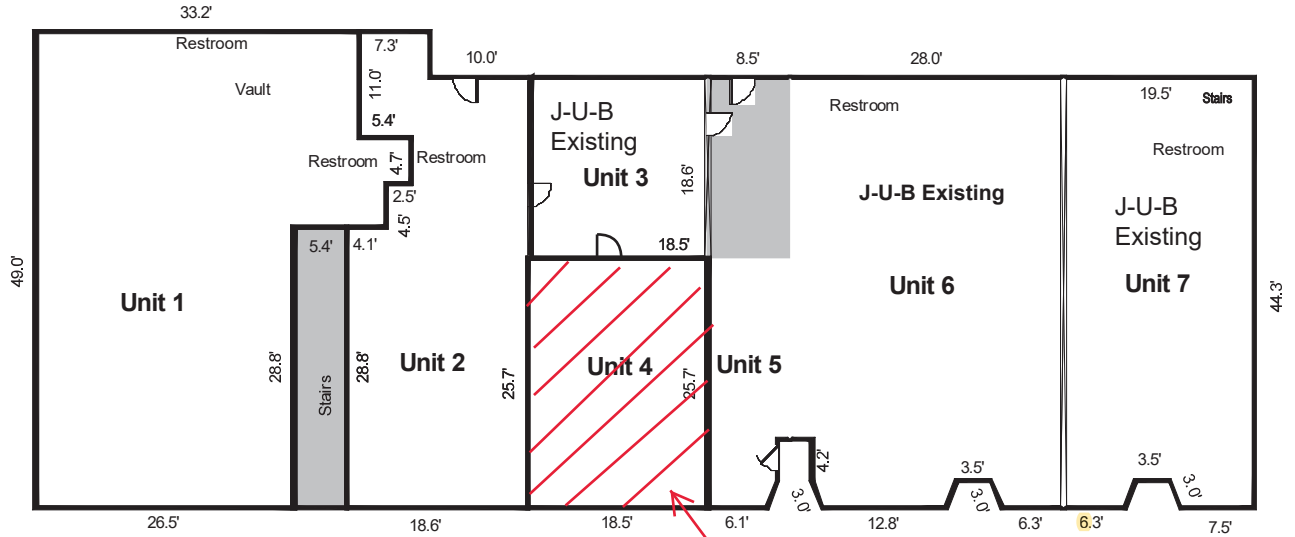 33.2'
Restroom
7.3'
10.0'
8.5'
28.0'
Vault
11.0'
5.4'
J-U-B
Existing
Unit 3
18.6'
Restroom
19.5'
Stairs
Restroom
Restroom
4.7'
Restroom
2.5'
4.5'
J-U-B Existing
J-U-B
Existing
5.4'
4.1'
18.5'
49.0'
Unit 1
28.8'
Stairs
28.8'
Unit 2
25.7'
Unit 4
25.7'
Unit 5
Unit 6
Unit 7
44.3'
4.2'
3.0'
3.5'
3.0'
3.5'
3.0'
26.5'
18.6'
18.5'
6.1'
12.8'
6.3'
6.3'
7.5'